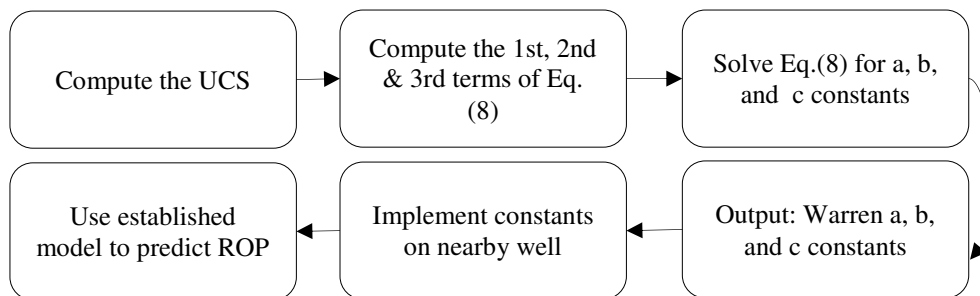 Compute the UCS
Compute the 1st, 2nd
& 3rd terms of Eq.
(8)
Solve Eq.(8) for a, b,
and c constants
Output: Warren a, b,
and c constants
Implement constants
on nearby well
Use established
model to predict ROP